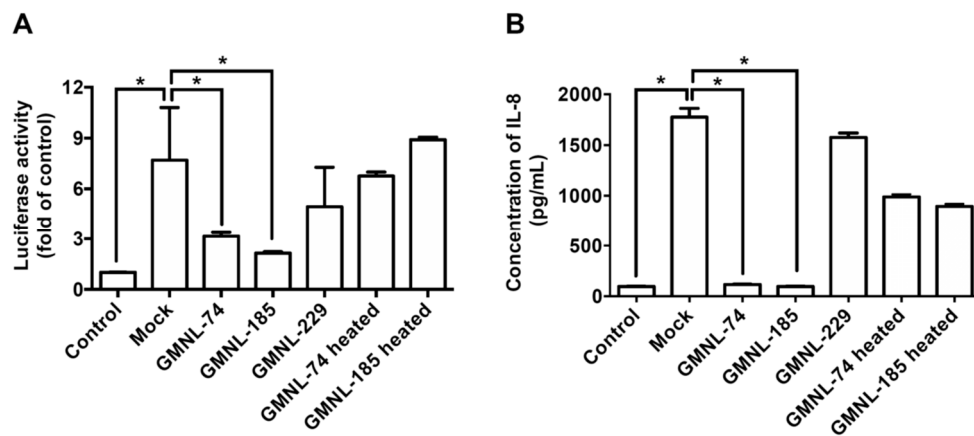 A
Luciferase activity
(fold of control)
12
9
6
3
0
*
*
*
Control
Mock
GMNL-74
GMNL-185
GMNL-229
GMNL-74 heated
GMNL-185 heated
B
Concentration of IL-8
(pg/mL)
2000
1500
1000
500
0
*
*
*
Control
Mock
GMNL-74
GMNL-185
GMNL-229
GMNL-74 heated
GMNL-185 heated